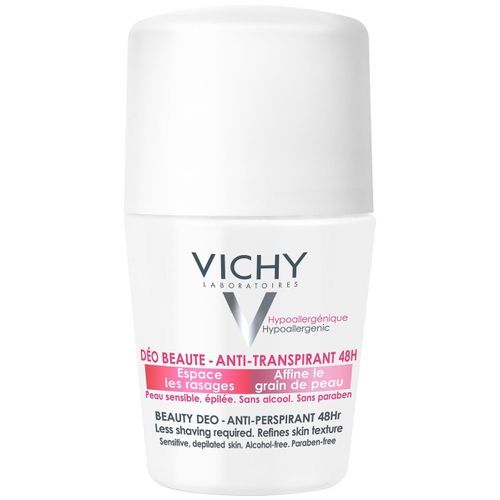 VICHY
LABORATOIRES
V
Hypoallergénique
Hypoallergenic
DÉO BEAUTE - ANTI-TRANSPIRANT 48H
Espace les rasages
Affine le grain de peau
Peau sensible, épilée. Sans alcool. Sans paraben
BEAUTY DEO - ANTI-PERSPIRANT 48Hr
Less shaving required. Refines skin texture
Sensitive, depilated skin. Alcohol-free. Paraben-free